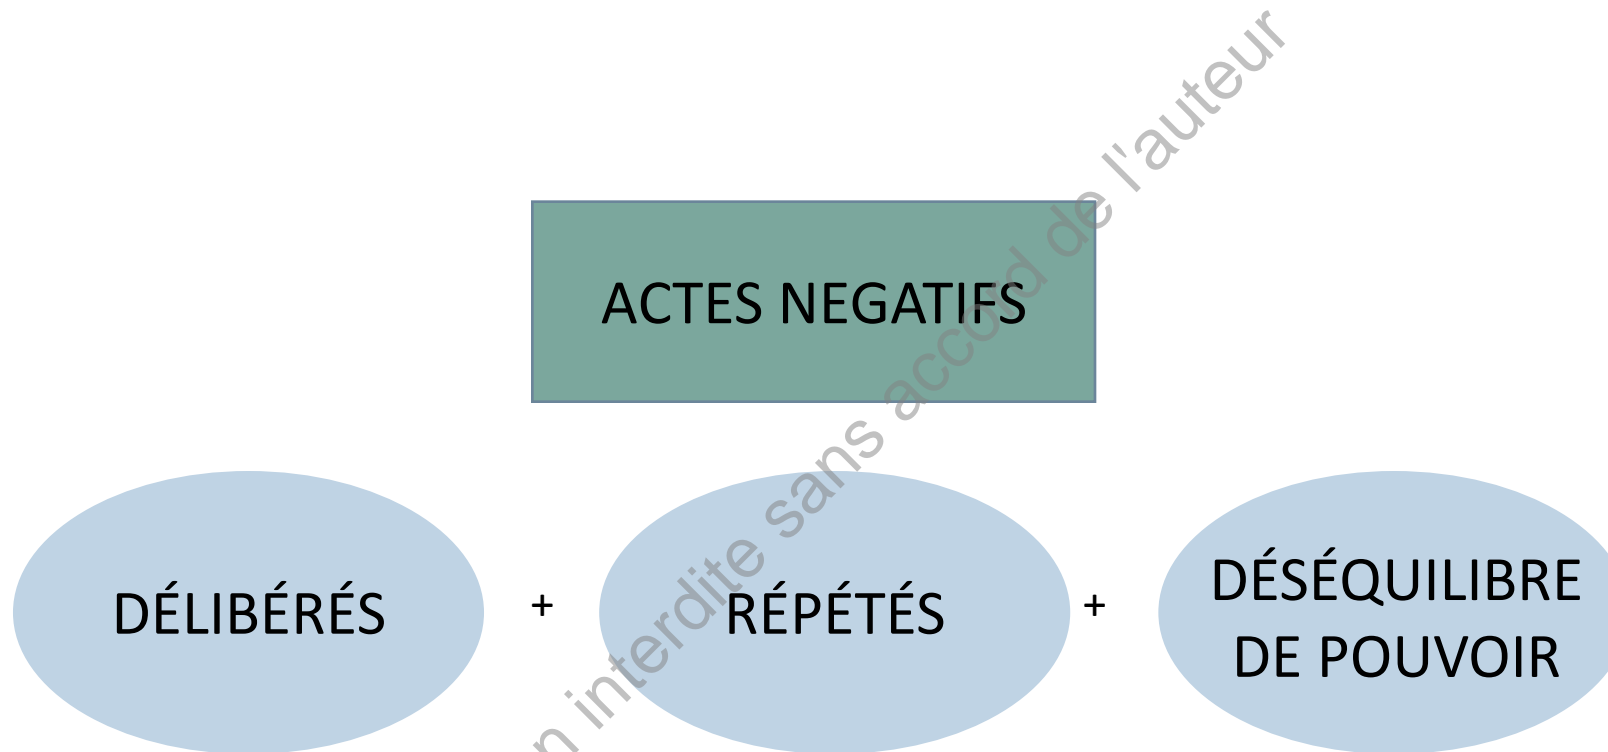 ACTES NEGATIFS
DÉLIBÉRÉS
+
RÉPÉTÉS
+
DÉSÉQUILIBRE
DE POUVOIR
interdite sans accord de l'auteur